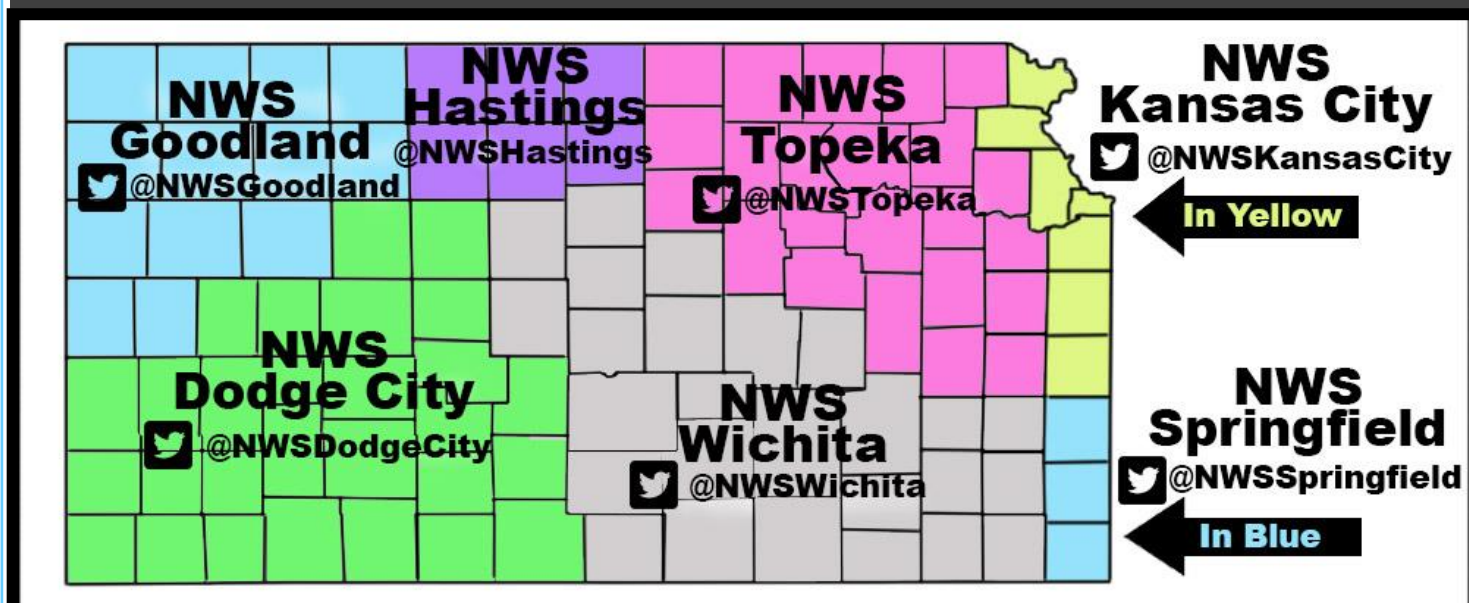 NWS
Goodland
@NWSGoodland
NWS
Hastings
@NWSHastings
NWS
Topeka
@NWSTopeka
NWS
Kansas City
@NWSKansasCity
In Yellow
NWS
Dodge City
@NWSDodgeCity
NWS
Wichita
@NWSWichita
NWS
Springfield
@NWSSpringfield
In Blue